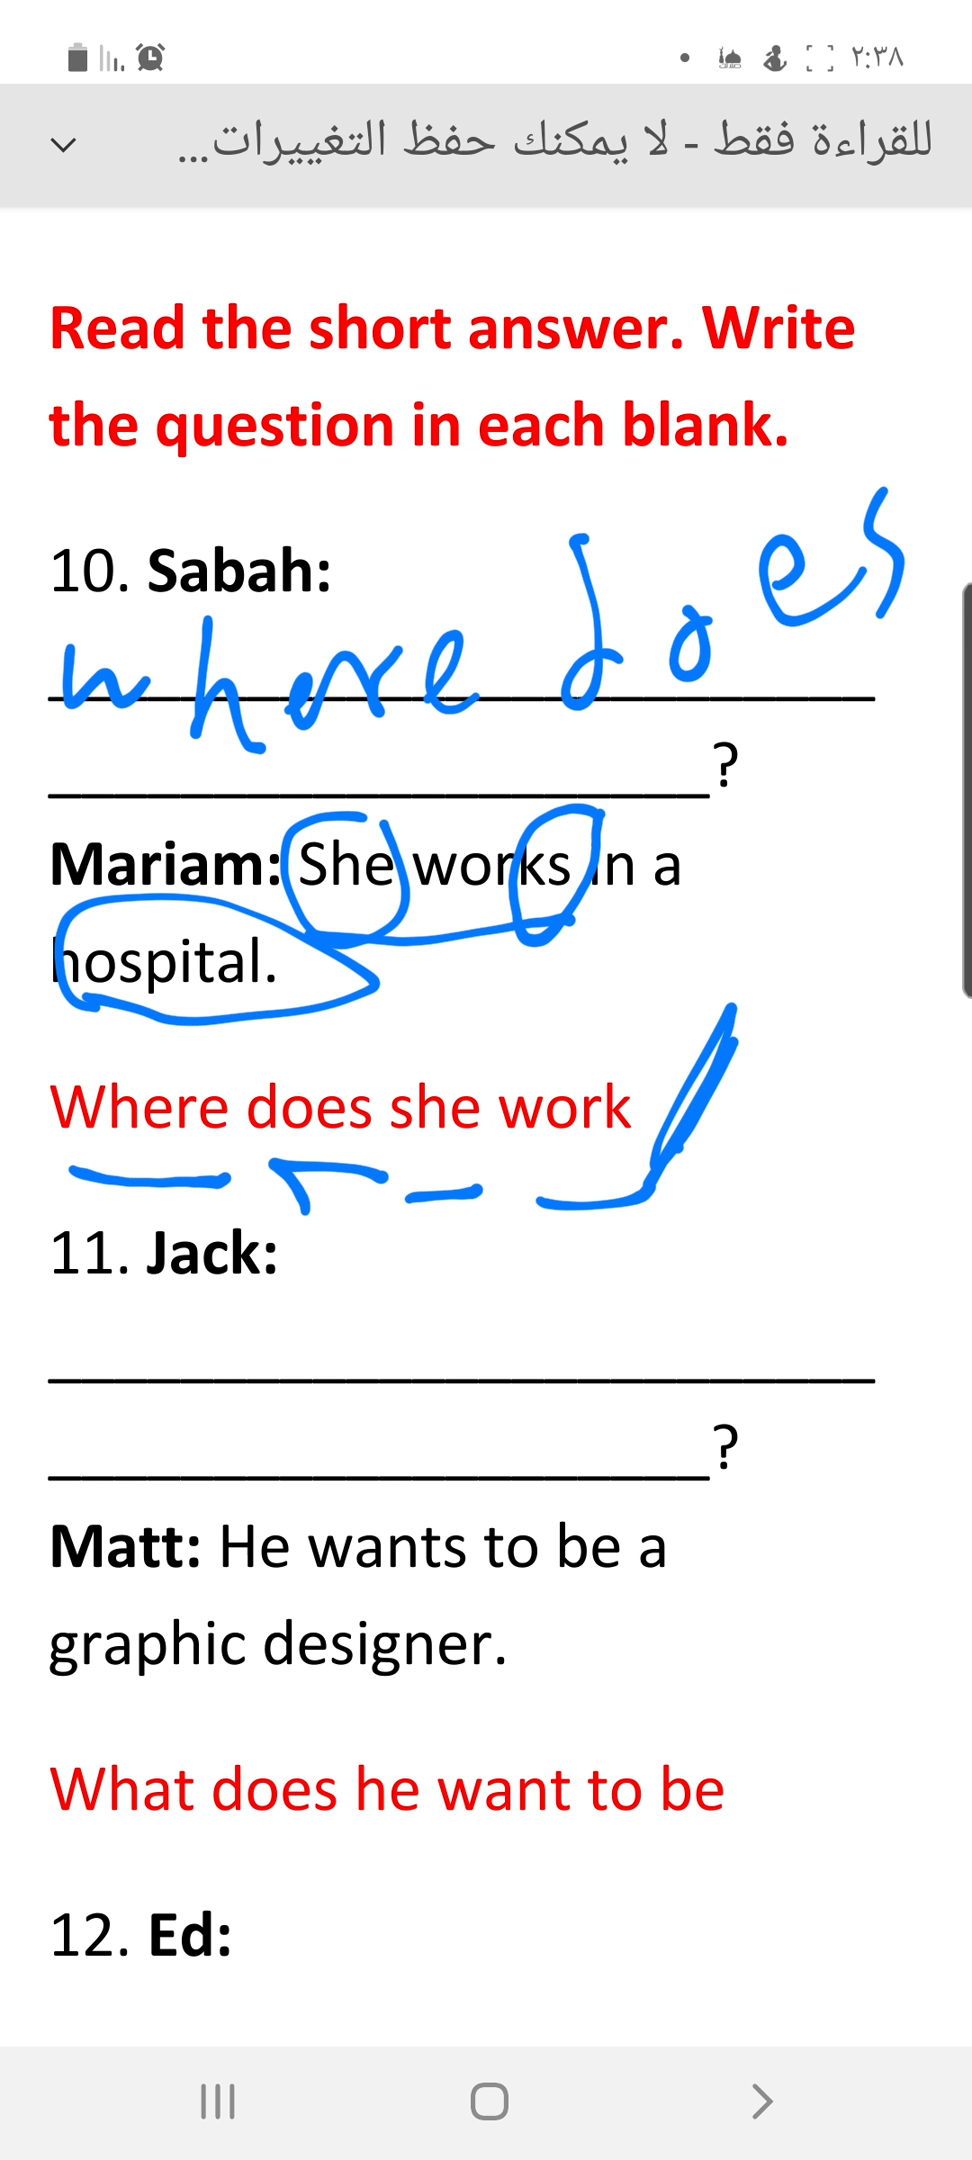 ٢:٣٨
للقراءة فقط - لا يمكنك حفظ التغييرات...
Read the short answer. Write
the question in each blank.
10. Sabah:
where does
?
Mariam: She works in a
hospital.
Where does she work
11. Jack:
?
Matt: He wants to be a
graphic designer.
What does he want to be
12. Ed: